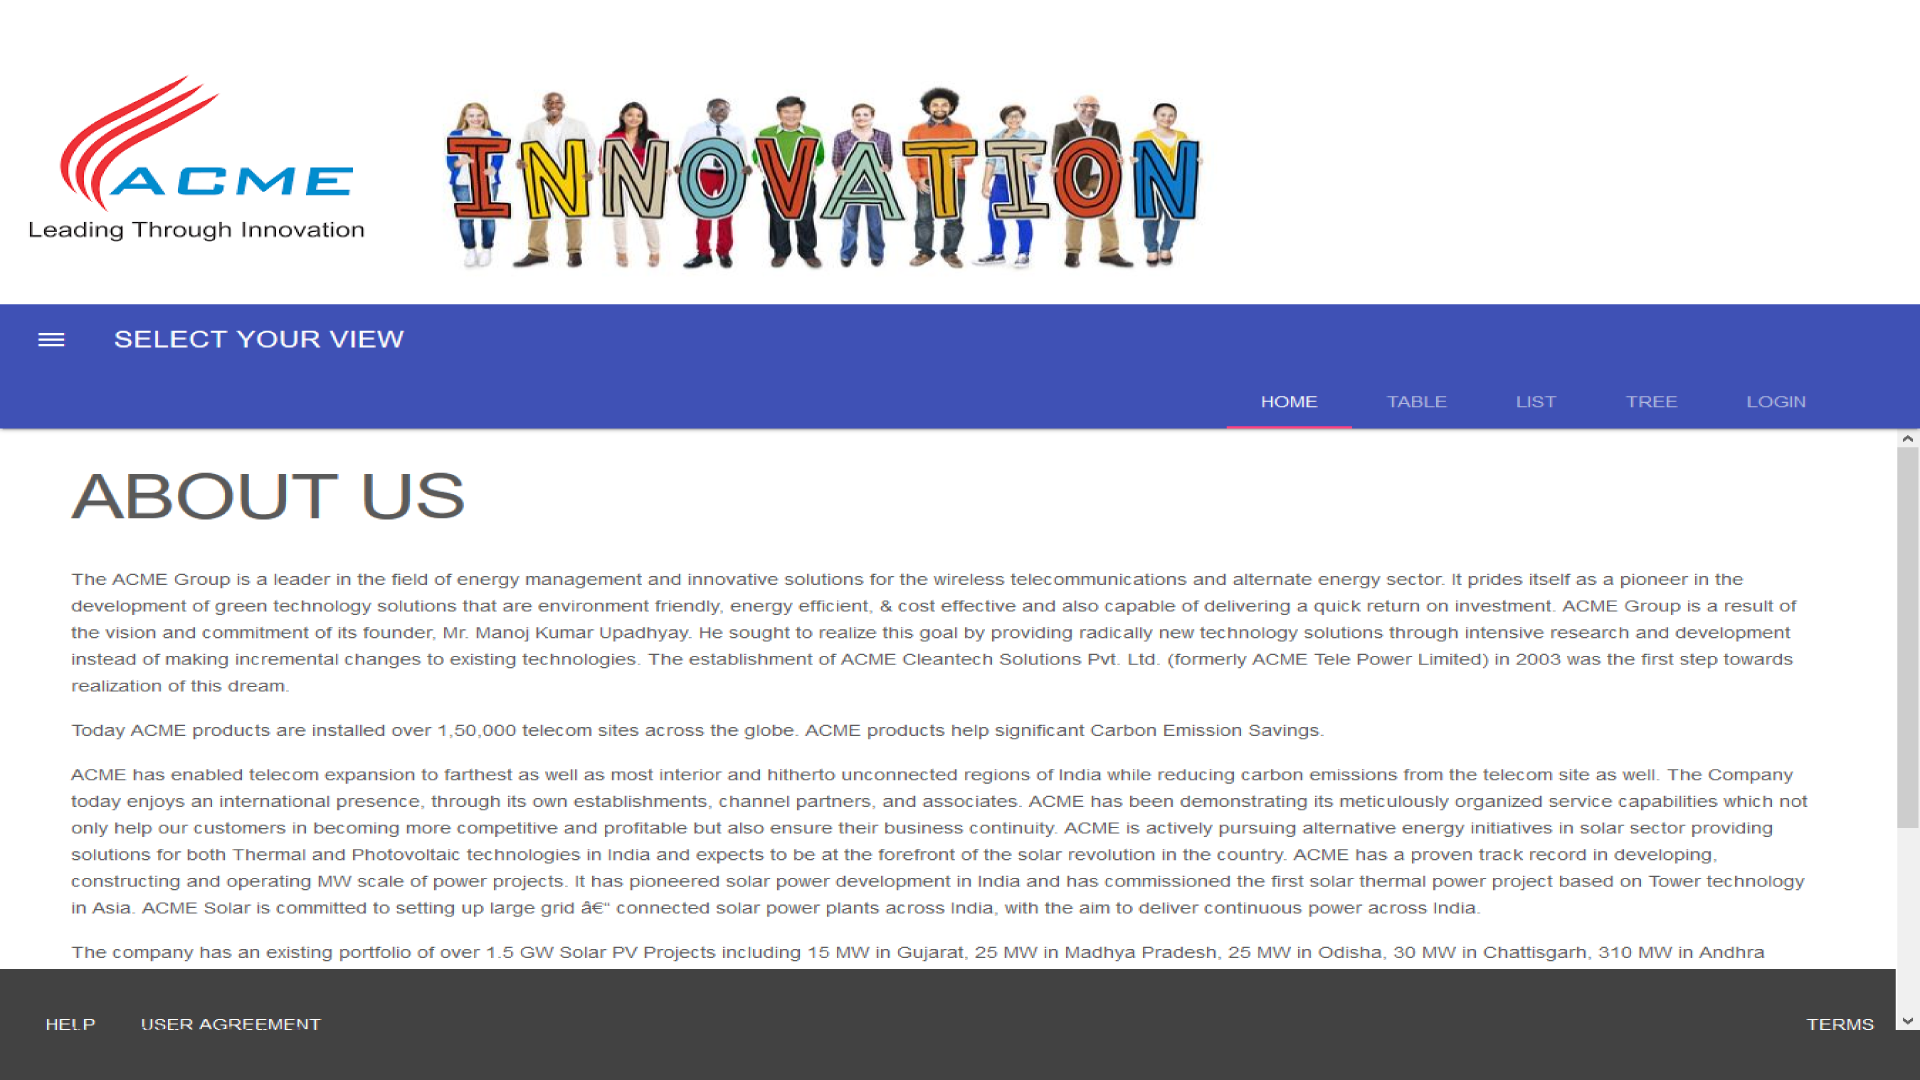 ACME
Leading Through Innovation
INNOVATION
SELECT YOUR VIEW
HOME TABLE LIST TREE LOGIN
ABOUT US
The ACME Group is a leader in the field of energy management and innovative solutions for the wireless telecommunications and alternate energy sector. It prides itself as a pioneer in the
development of green technology solutions that are environment friendly, energy efficient, & cost effective and also capable of delivering a quick return on investment. ACME Group is a result of
the vision and commitment of its founder, Mr. Manoj Kumar Upadhyay. He sought to realize this goal by providing radically new technology solutions through intensive research and development
instead of making incremental changes to existing technologies. The establishment of ACME Cleantech Solutions Pvt. Ltd. (formerly ACME Tele Power Limited) in 2003 was the first step towards
realization of this dream.
Today ACME products are installed over 1,50,000 telecom sites across the globe. ACME products help significant Carbon Emission Savings.
ACME has enabled telecom expansion to farthest as well as most interior and hitherto unconnected regions of India while reducing carbon emissions from the telecom site as well. The Company
today enjoys an international presence, through its own establishments, channel partners, and associates. ACME has been demonstrating its meticulously organized service capabilities which not
only help our customers in becoming more competitive and profitable but also ensure their business continuity. ACME is actively pursuing alternative energy initiatives in solar sector providing
solutions for both Thermal and Photovoltaic technologies in India and expects to be at the forefront of the solar revolution in the country. ACME has a proven track record in developing,
constructing and operating MW scale of power projects. It has pioneered solar power development in India and has commissioned the first solar thermal power project based on Tower technology
in Asia. ACME Solar is committed to setting up large grid â€“ connected solar power plants across India, with the aim to deliver continuous power across India.
The company has an existing portfolio of over 1.5 GW Solar PV Projects including 15 MW in Gujarat, 25 MW in Madhya Pradesh, 25 MW in Odisha, 30 MW in Chattisgarh, 310 MW in Andhra
HELP USER AGREEMENT TERMS